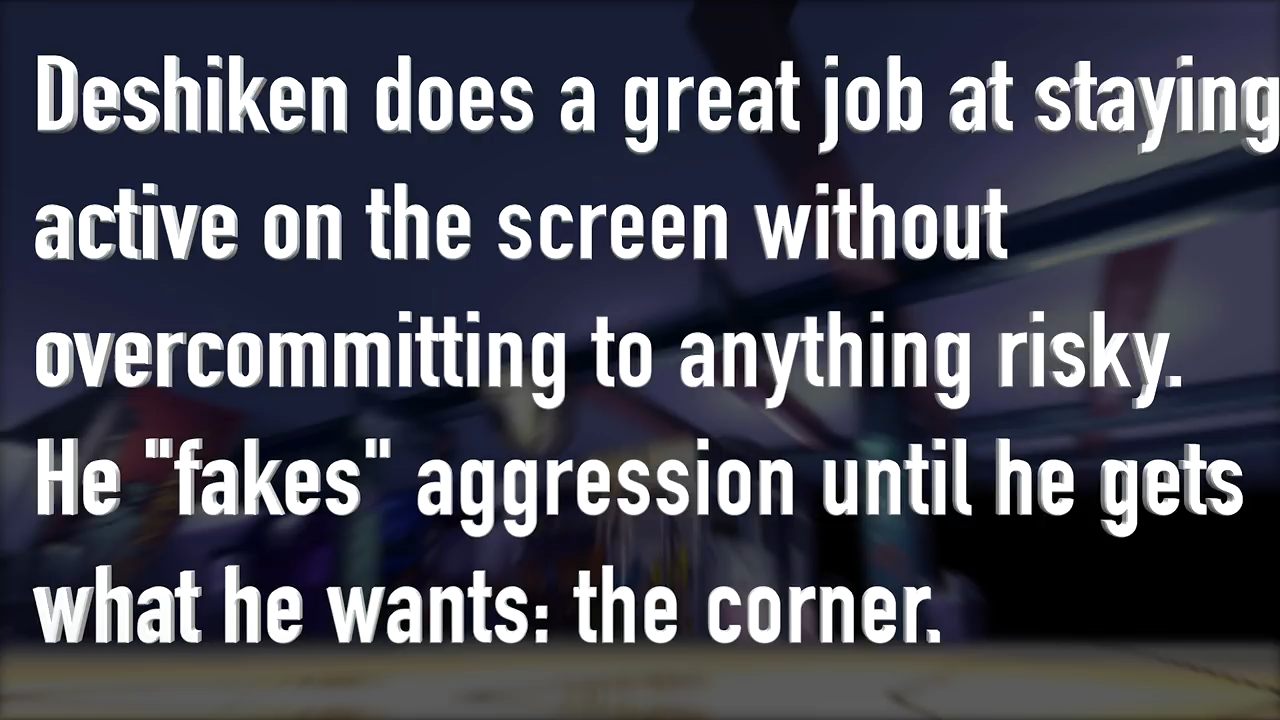 Deshiken does a great job at staying
active on the screen without
overcommitting to anything risky.
He "fakes" aggression until he gets
what he wants: the corner.